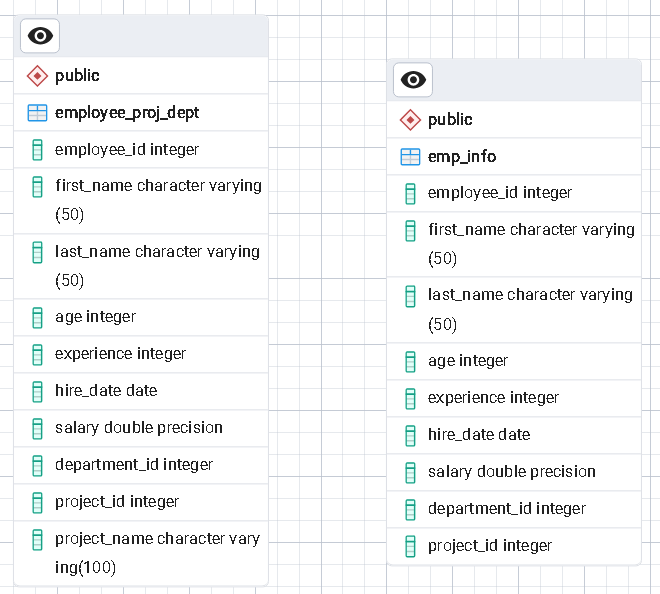 public
employee_proj_dept
employee_id integer
first_name character varying
(50)
last_name character varying
(50)
age integer
experience integer
hire_date date
salary double precision
department_id integer
project_id integer
project_name character vary
ing(100)
public
emp_info
employee_id integer
first_name character varying
(50)
last_name character varying
(50)
age integer
experience integer
hire_date date
salary double precision
department_id integer
project_id integer